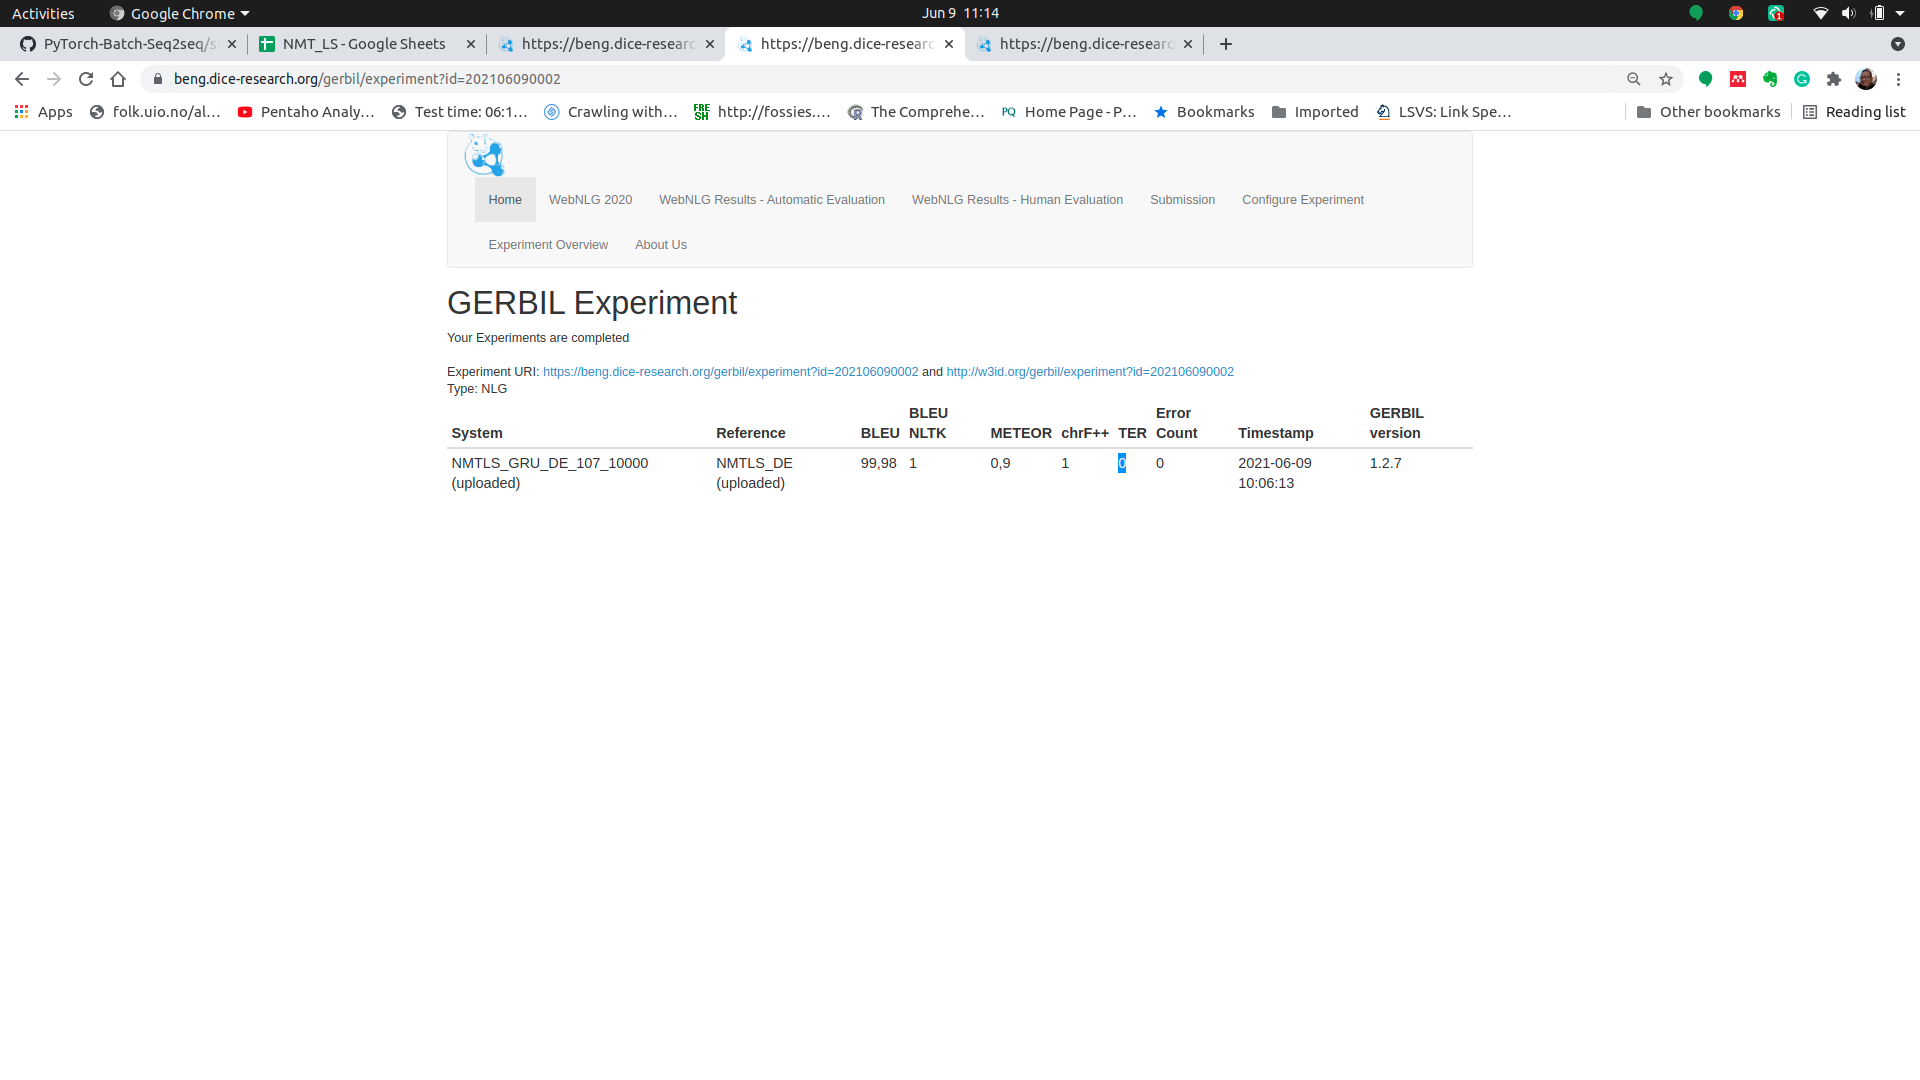 Activities Google Chrome Jun 9 11:14 1
PyTorch-Batch-Seq2seq/s NMT_LS - Google Sheets https://beng.dice-researc https://beng.dice-researc https://beng.dice-researc
beng.dice-research.org/gerbil/experiment?id=202106090002
Apps folk.uio.no/al… Pentaho Analy… Test time: 06:1… Crawling with… FRE SH http://fossies.… The Comprehe… PQ Home Page - P… Bookmarks Imported LSVS: Link Spe… Other bookmarks Reading list
Home WebNLG 2020 WebNLG Results - Automatic Evaluation WebNLG Results - Human Evaluation Submission Configure Experiment
Experiment Overview About Us
GERBIL Experiment
Your Experiments are completed
Experiment URI: https://beng.dice-research.org/gerbil/experiment?id=202106090002 and http://w3id.org/gerbil/experiment?id=202106090002
Type: NLG
System Reference BLEU BLEU NLTK METEOR chrF++ TER Error Count Timestamp GERBIL version
NMTLS_GRU_DE_107_10000 NMTLS_DE 99,98 1 0,9 1 0 0 2021-06-09 1.2.7
(uploaded) (uploaded) 10:06:13